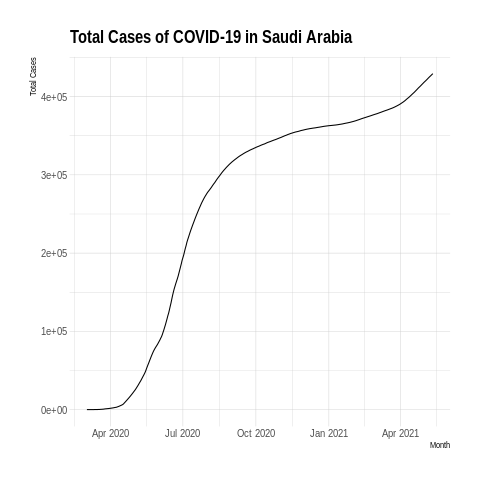 Total Cases of COVID-19 in Saudi Arabia
Total Cases
4e+05
3e+05
2e+05
1e+05
0e+00
Apr 2020 Jul 2020 Oct 2020 Jan 2021 Apr 2021
Month